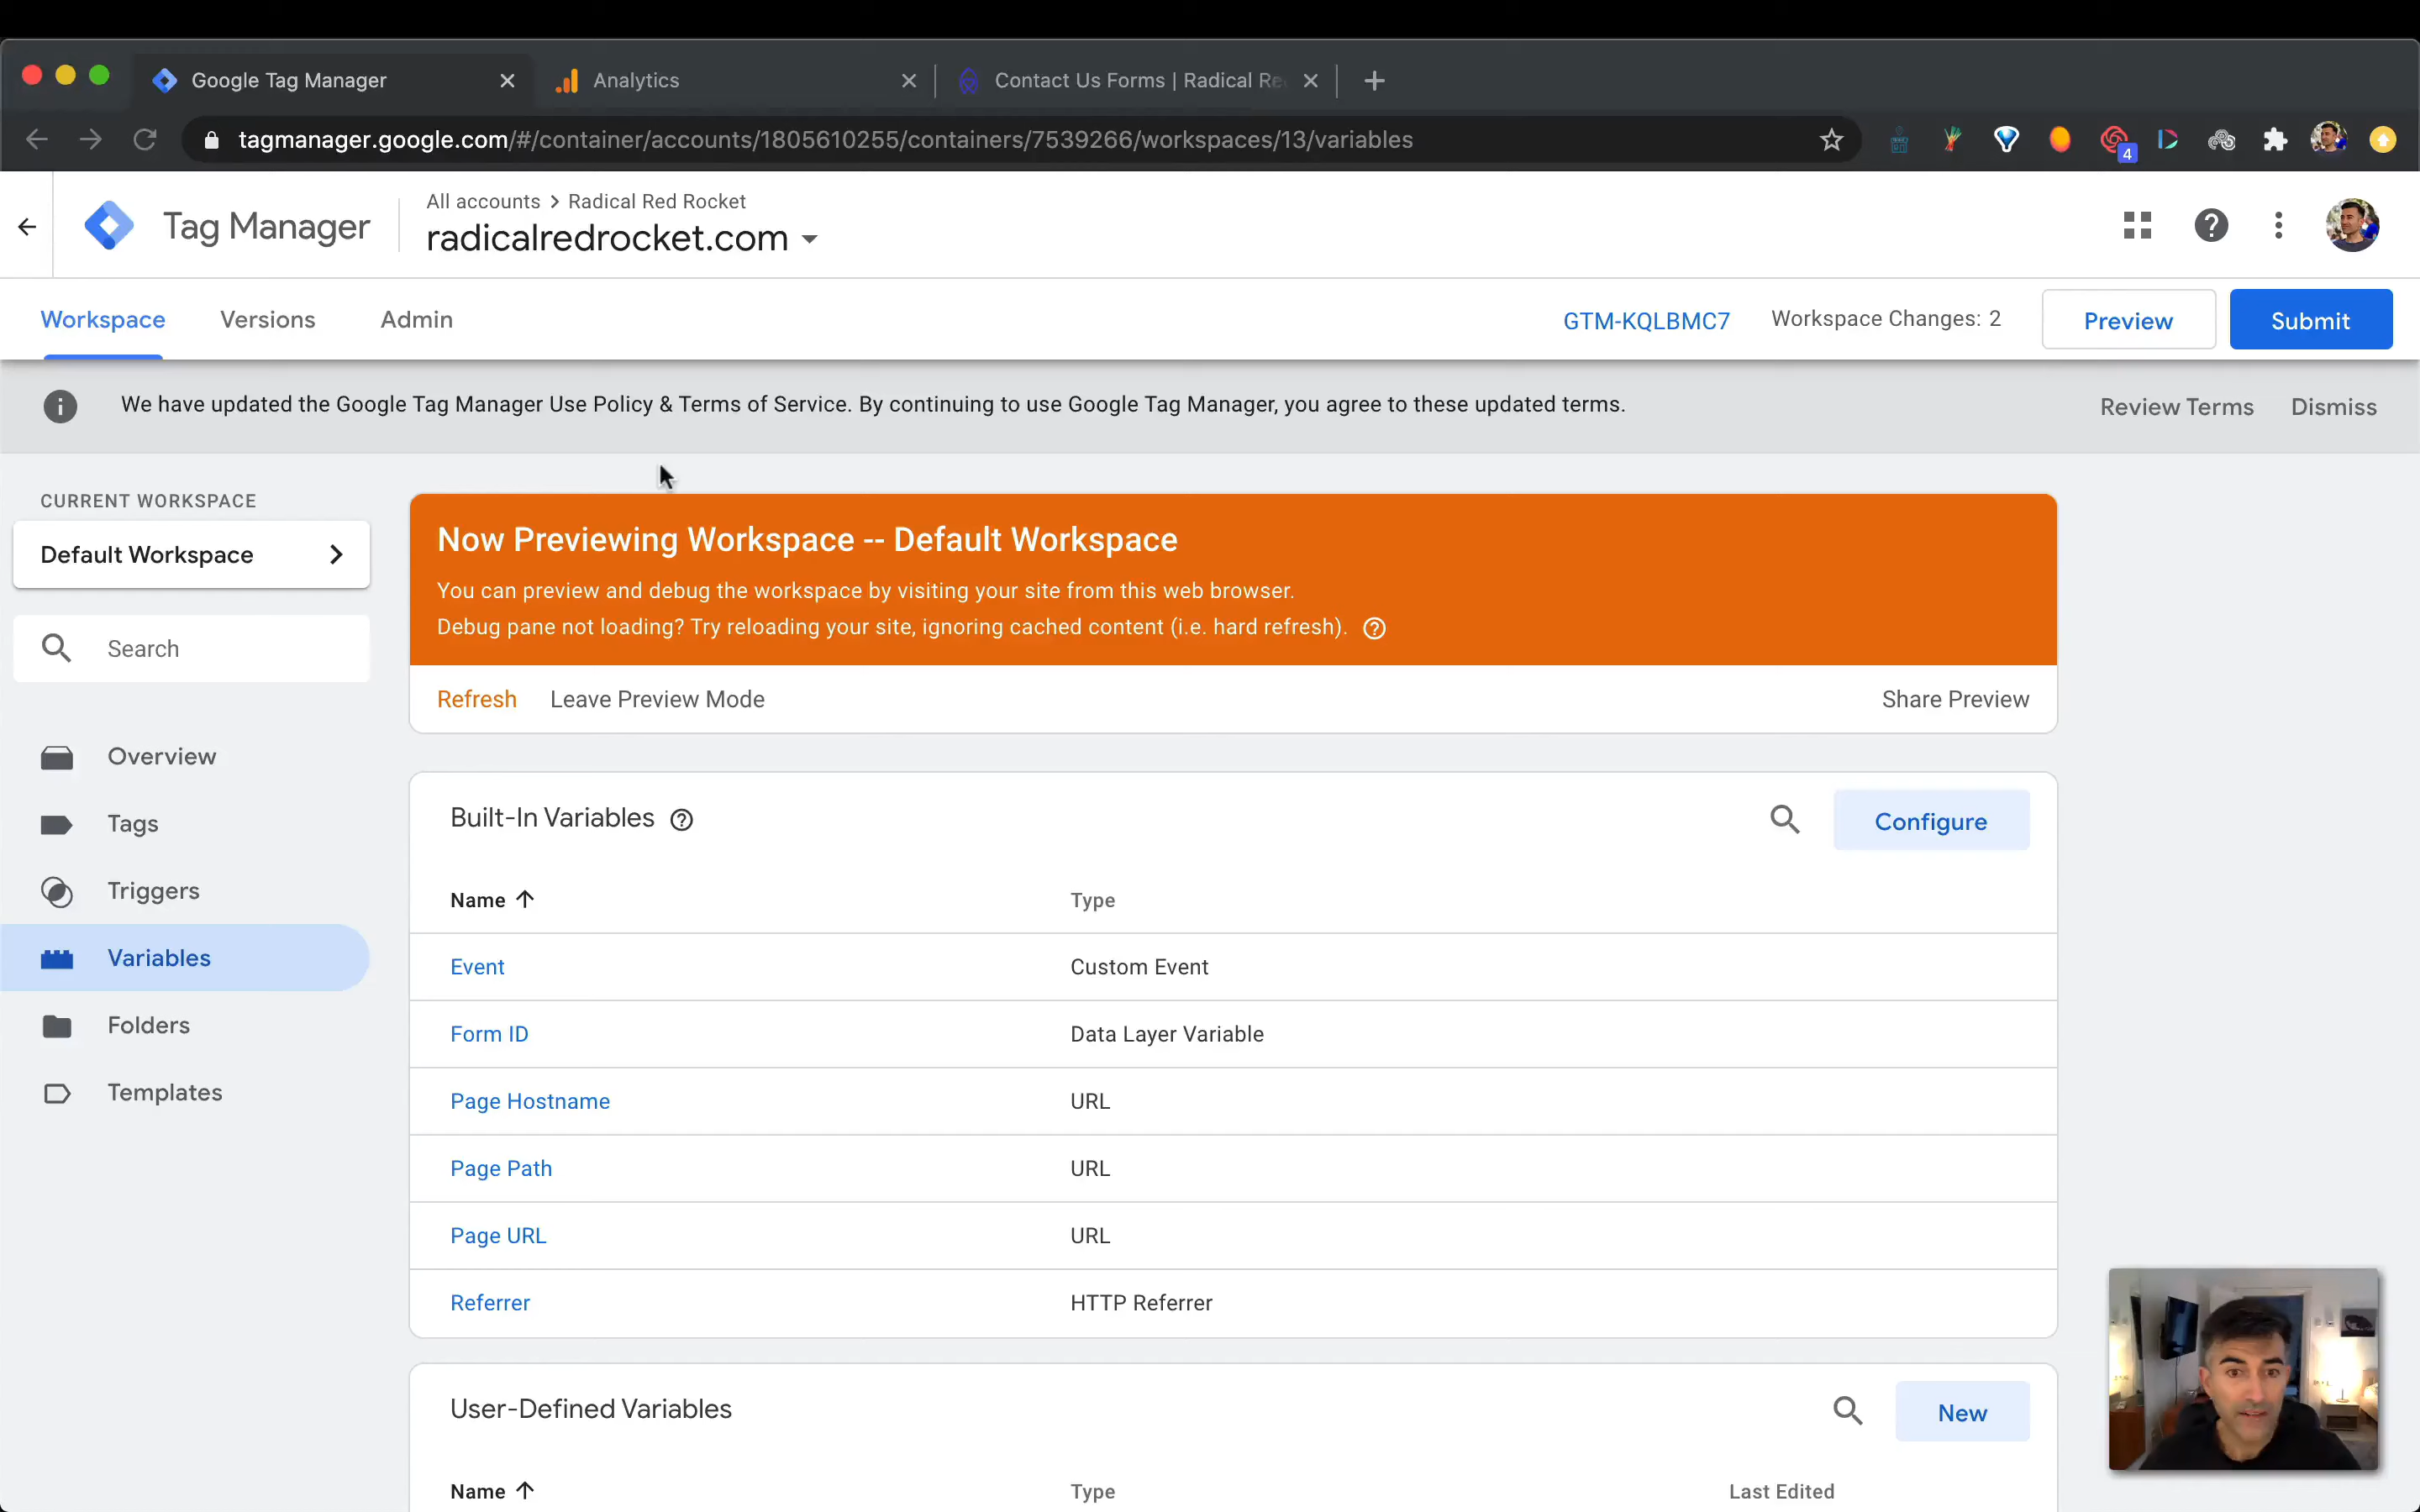 Google Tag Manager
Analytics
Contact Us Forms | Radical Re
tagmanager.google.com/#/container/accounts/1805610255/containers/7539266/workspaces/13/variables
4
Tag Manager
All accounts > Radical Red Rocket
radicalredrocket.com
Workspace
Versions
Admin
GTM-KQLBMC7
Workspace Changes: 2
Preview
Submit
We have updated the Google Tag Manager Use Policy & Terms of Service. By continuing to use Google Tag Manager, you agree to these updated terms.
Review Terms
Dismiss
CURRENT WORKSPACE
Default Workspace
Search
Overview
Tags
Triggers
Variables
Folders
Templates
Now Previewing Workspace -- Default Workspace
You can preview and debug the workspace by visiting your site from this web browser.
Debug pane not loading? Try reloading your site, ignoring cached content (i.e. hard refresh).
Refresh
Leave Preview Mode
Share Preview
Built-In Variables
Configure
Name
Type
Event
Custom Event
Form ID
Data Layer Variable
Page Hostname
URL
Page Path
URL
Page URL
URL
Referrer
HTTP Referrer
User-Defined Variables
New
Name
Type
Last Edited